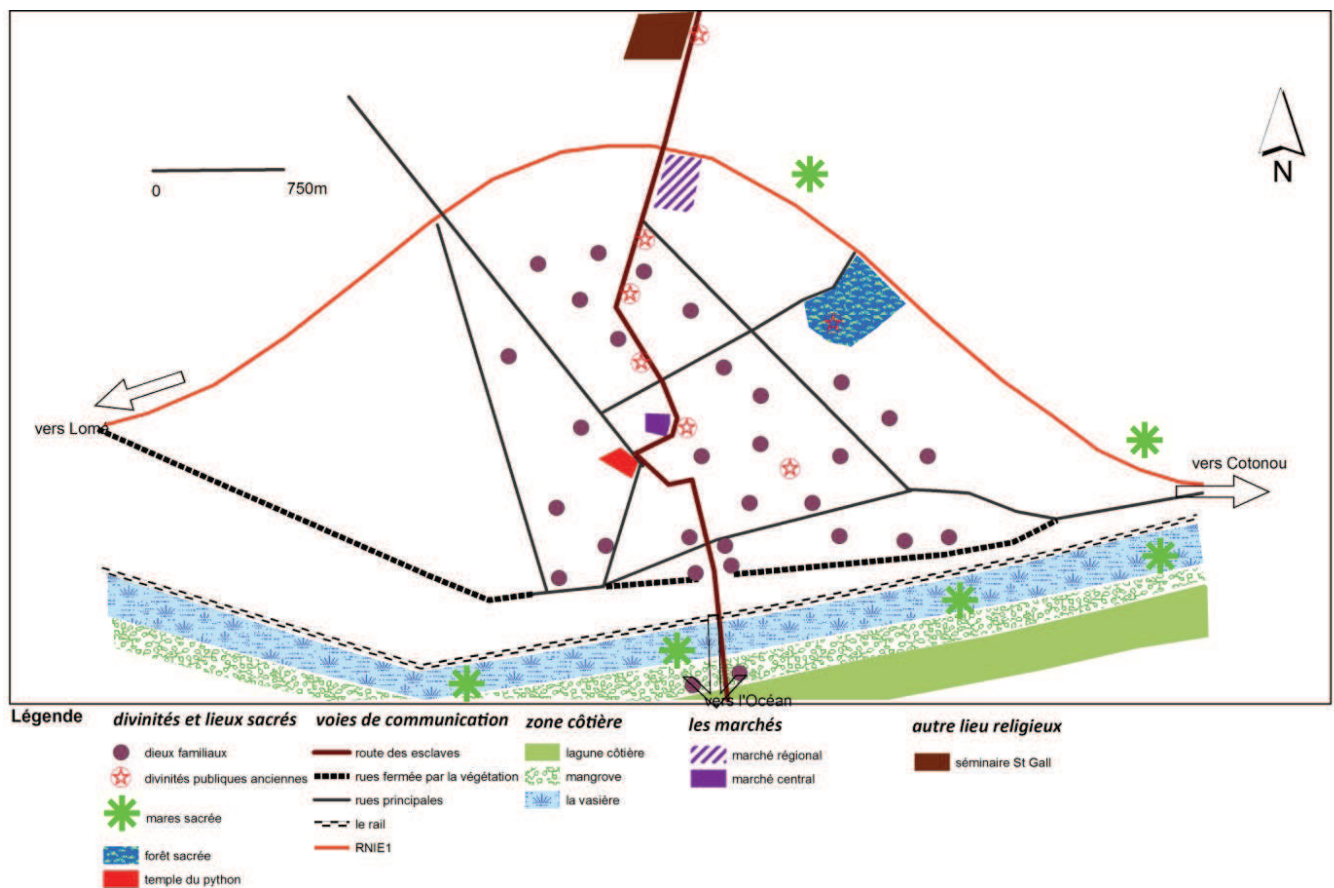 N
0 750m
vers Lomé
vers Cotonou
vers l'Océan
Légende
divinités et lieux sacrés
dieux familiaux
divinités publiques anciennes
mares sacrée
forêt sacrée
temple du python
voies de communication
route des esclaves
rues fermée par la végétation
rues principales
le rail
RNIE1
zone côtière
lagune côtière
mangrove
la vasière
les marchés
marché régional
marché central
autre lieu religieux
séminaire St Gall